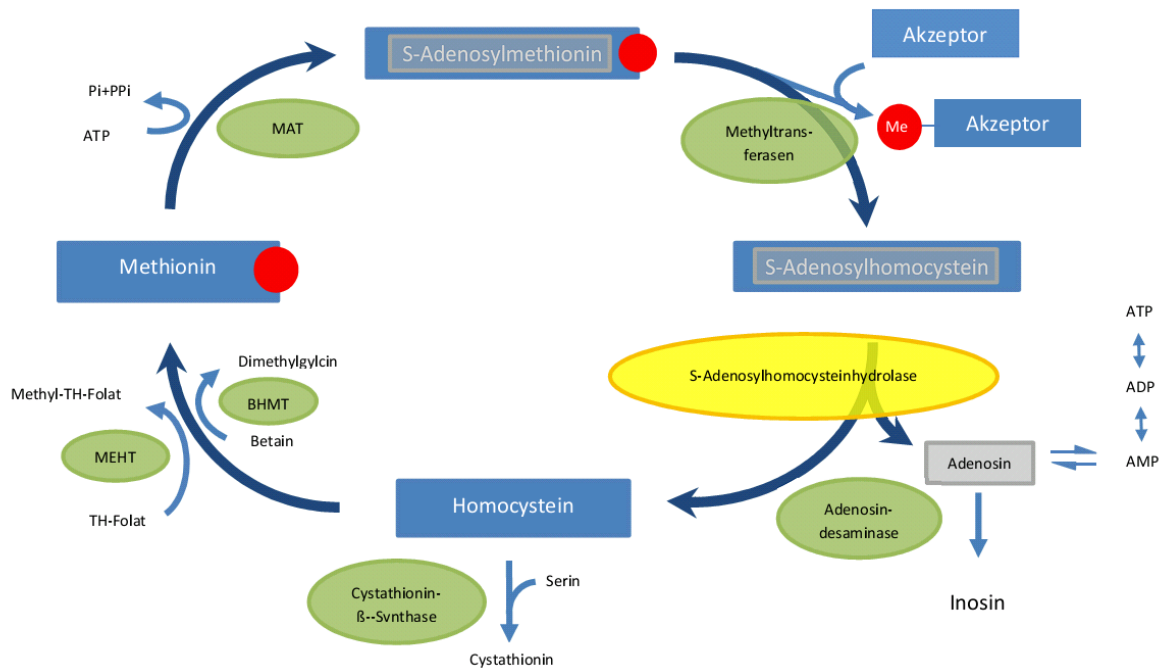 S-Adenosylmethionin
Akzeptor
Pi+PPi
ATP
MAT
Methyltrans-
ferasen
Me
Akzeptor
Methionin
S-Adenosylhomocystein
ATP
Dimethylgylcin
S-Adenosylhomocysteinhydrolase
Methyl-TH-Folat
BHMT
ADP
Betain
MEHT
Adenosin
AMP
TH-Folat
Homocystein
Adenosin-
desaminase
Cystathionin-
ß--Svnthase
Serin
Inosin
Cystathionin